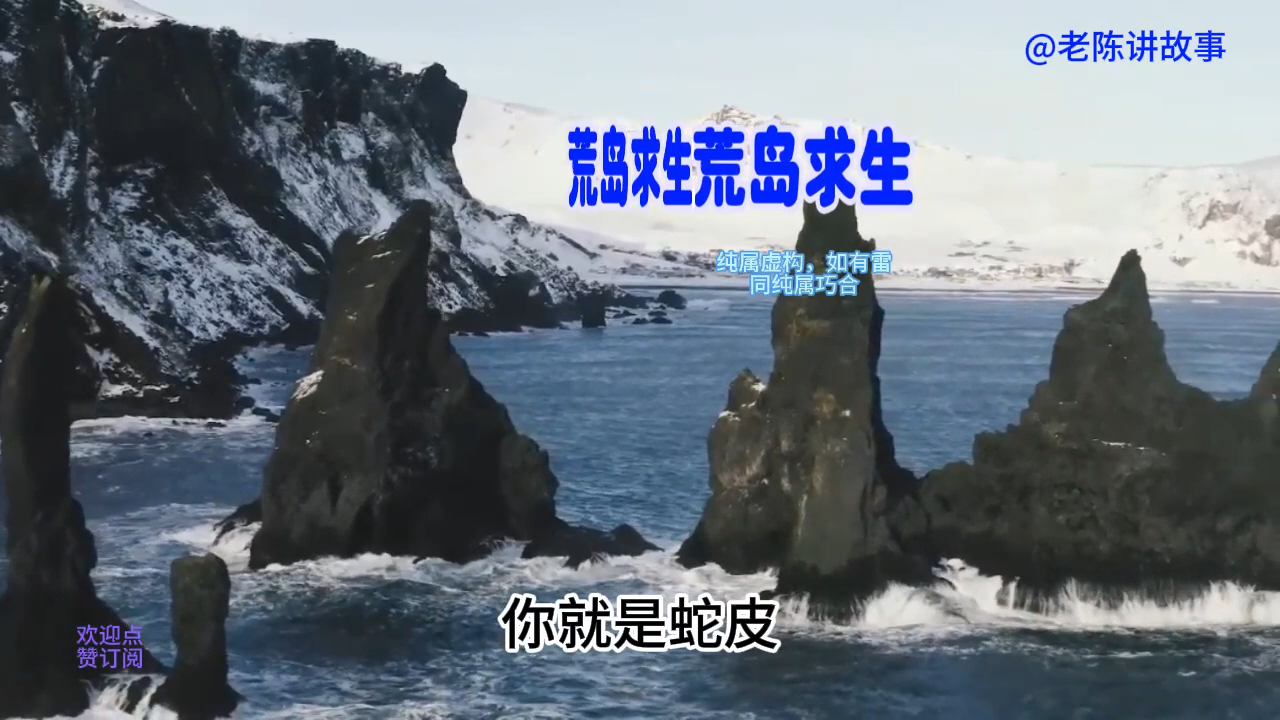 @老陈讲故事
荒岛求生荒岛求生
纯属虚构，如有雷
同纯属巧合
你就是蛇皮
欢迎点
赞订阅